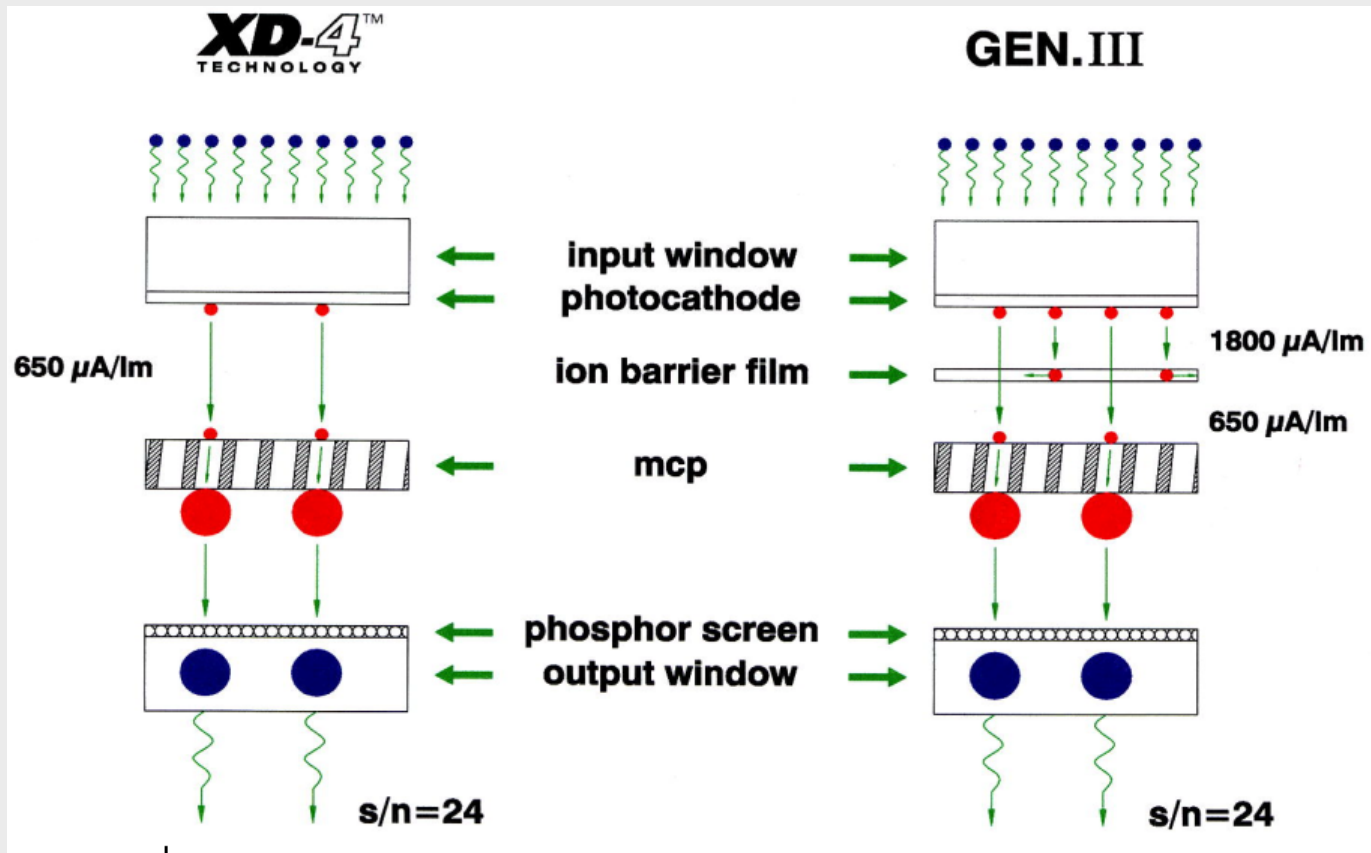 XD-4™
TECHNOLOGY
GEN.III
input window
photocathode
1800 µA/lm
650 µA/lm
ion barrier film
650 µA/lm
mcp
phosphor screen
output window
s/n=24
s/n=24